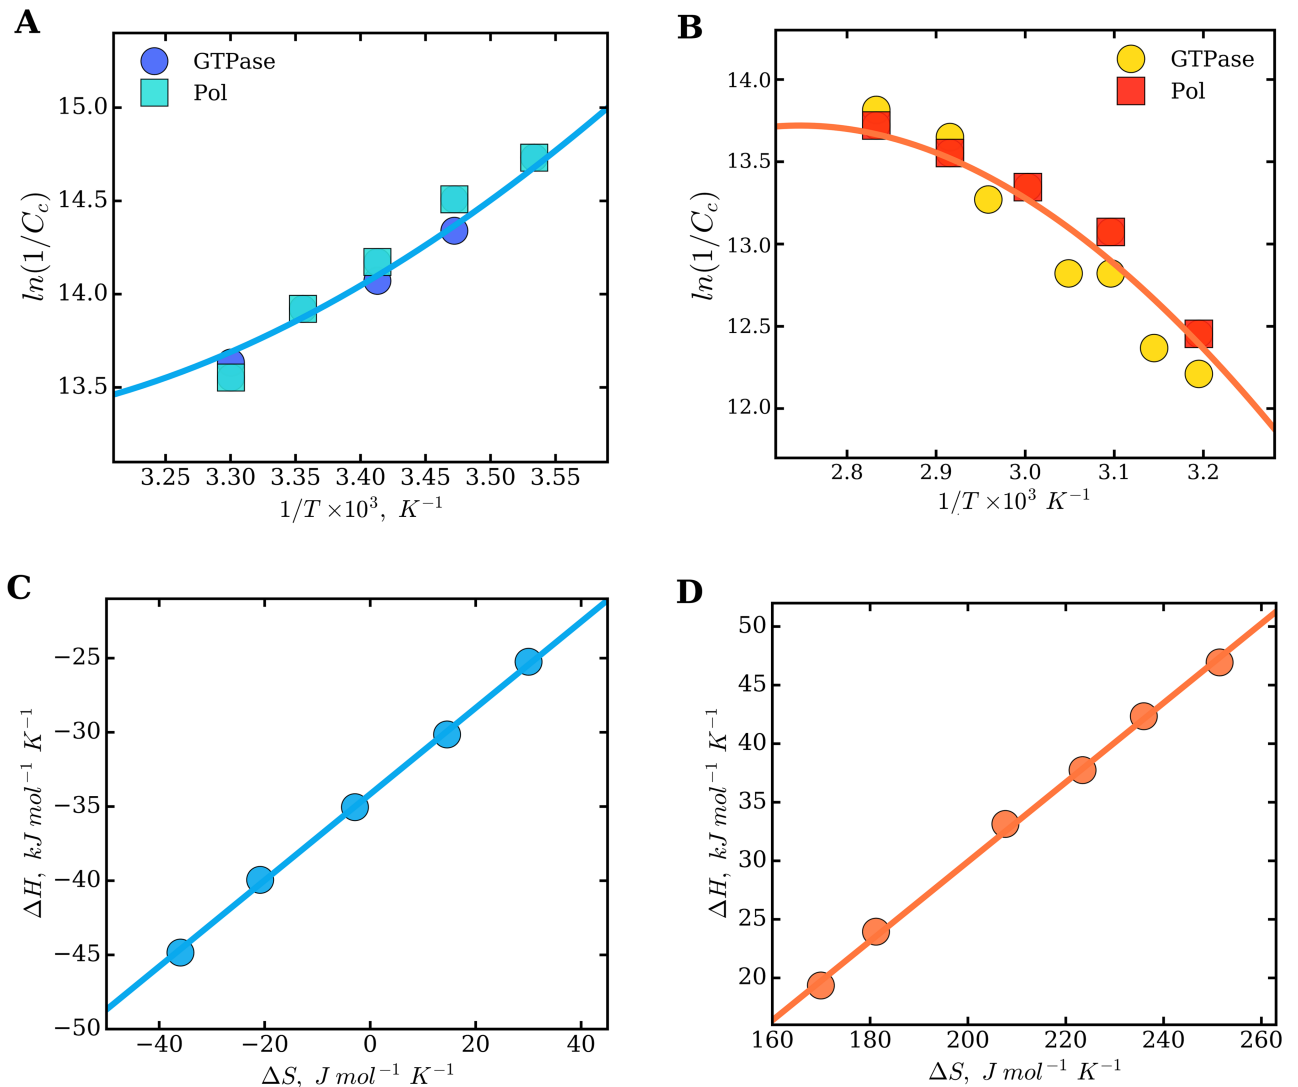 A
GTPase
Pol
15.0
14.5
14.0
13.5
ln(1/C_c)
3.25 3.30 3.35 3.40 3.45 3.50 3.55
1/T ×10³, K⁻¹
B
GTPase
Pol
14.0
13.5
13.0
12.5
12.0
ln(1/C_c)
2.8 2.9 3.0 3.1 3.2
1/T ×10³ K⁻¹
C
−25
−30
−35
−40
−45
−50
ΔH, kJ mol⁻¹ K⁻¹
−40 −20 0 20 40
ΔS, J mol⁻¹ K⁻¹
D
50
45
40
35
30
25
20
ΔH, kJ mol⁻¹ K⁻¹
160 180 200 220 240 260
ΔS, J mol⁻¹ K⁻¹